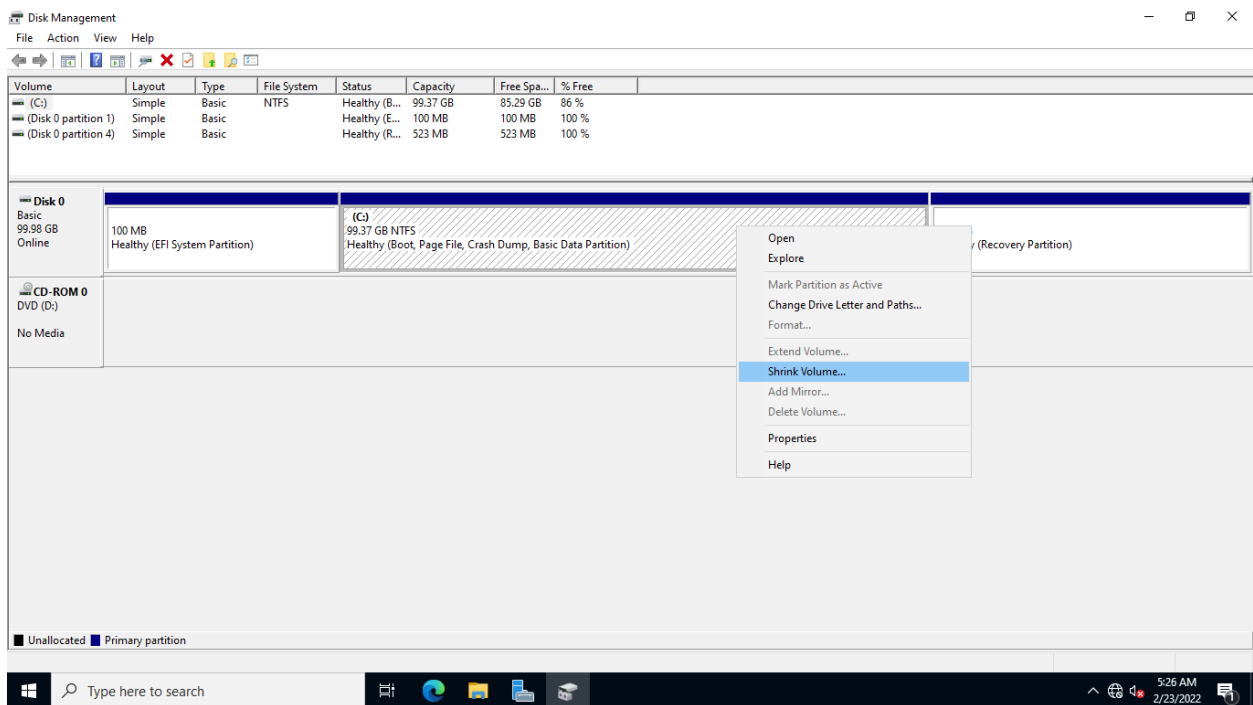 Disk Management
File Action View Help
Volume Layout Type File System Status Capacity Free Spa... % Free
(C:) Simple Basic NTFS Healthy (B... 99.37 GB 85.29 GB 86 %
(Disk 0 partition 1) Simple Basic Healthy (E... 100 MB 100 MB 100 %
(Disk 0 partition 4) Simple Basic Healthy (R... 523 MB 523 MB 100 %
Disk 0
Basic
99.98 GB
Online
100 MB
Healthy (EFI System Partition)
(C:)
99.37 GB NTFS
Healthy (Boot, Page File, Crash Dump, Basic Data Partition)
(Recovery Partition)
Open
Explore
Mark Partition as Active
Change Drive Letter and Paths...
Format...
Extend Volume...
Shrink Volume...
Add Mirror...
Delete Volume...
Properties
Help
CD-ROM 0
DVD (D:)
No Media
Unallocated Primary partition
Type here to search
5:26 AM
2/23/2022
1